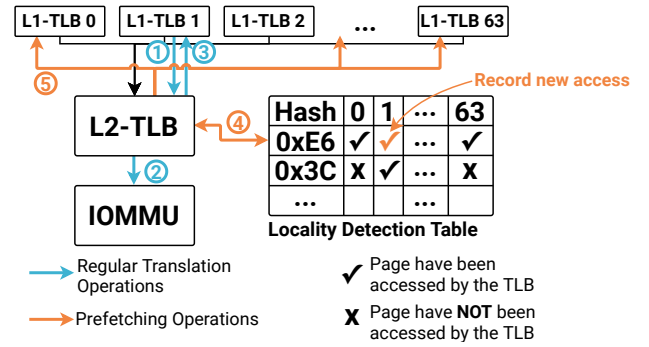 L1-TLB 0 L1-TLB 1 L1-TLB 2 ... L1-TLB 63
① ③
⑤
Record new access
L2-TLB ④ Hash 0 1 ... 63
0xE6 ✓ ✓ ... ✓
0x3C X ✓ ... X
... ...
②
IOMMU
Locality Detection Table
Regular Translation
Operations
Prefetching Operations
✓ Page have been
accessed by the TLB
X Page have NOT been
accessed by the TLB